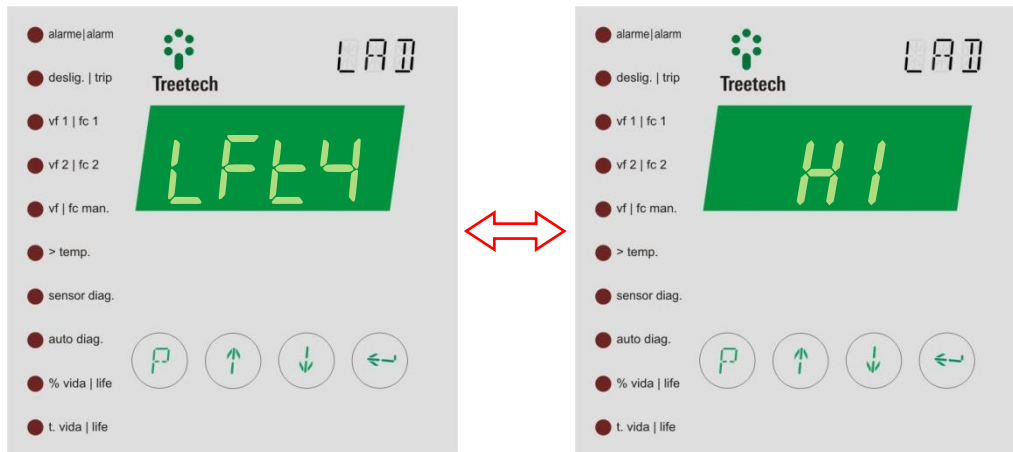 alarme|alarm
deslig. | trip
vf 1 | fc 1
vf 2 | fc 2
vf | fc man.
> temp.
sensor diag.
auto diag.
% vida | life
t. vida | life
Treetech
LAD
LFt4
P
alarme|alarm
deslig. | trip
vf 1 | fc 1
vf 2 | fc 2
vf | fc man.
> temp.
sensor diag.
auto diag.
% vida | life
t. vida | life
Treetech
LAD
HI
P